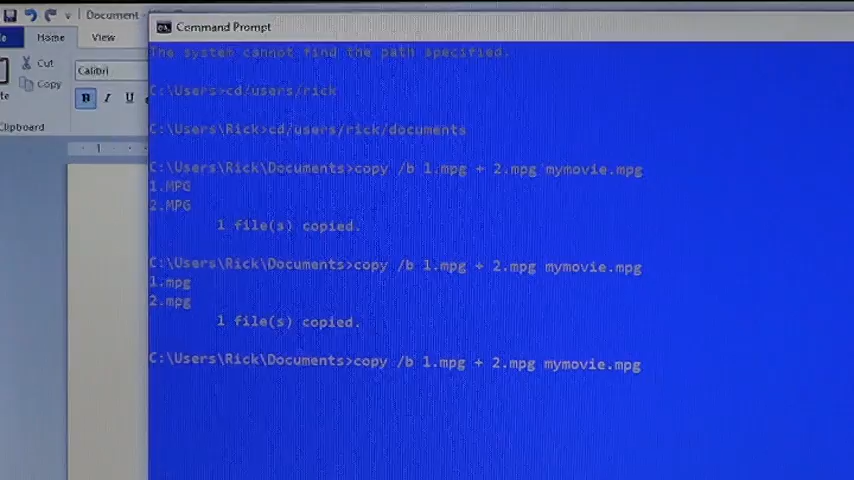 Document -
Command Prompt
Home
View
Cut
Calibri
Copy
B I U
Clipboard
1
The system cannot find the path specified.
C:\Users>cd/users/rick
C:\Users\Rick>cd/users/rick/documents
C:\Users\Rick\Documents>copy /b 1.mpg + 2.mpg mymovie.mpg
1.MPG
2.MPG
1 file(s) copied.
C:\Users\Rick\Documents>copy /b 1.mpg + 2.mpg mymovie.mpg
1.mpg
2.mpg
1 file(s) copied.
C:\Users\Rick\Documents>copy /b 1.mpg + 2.mpg mymovie.mpg